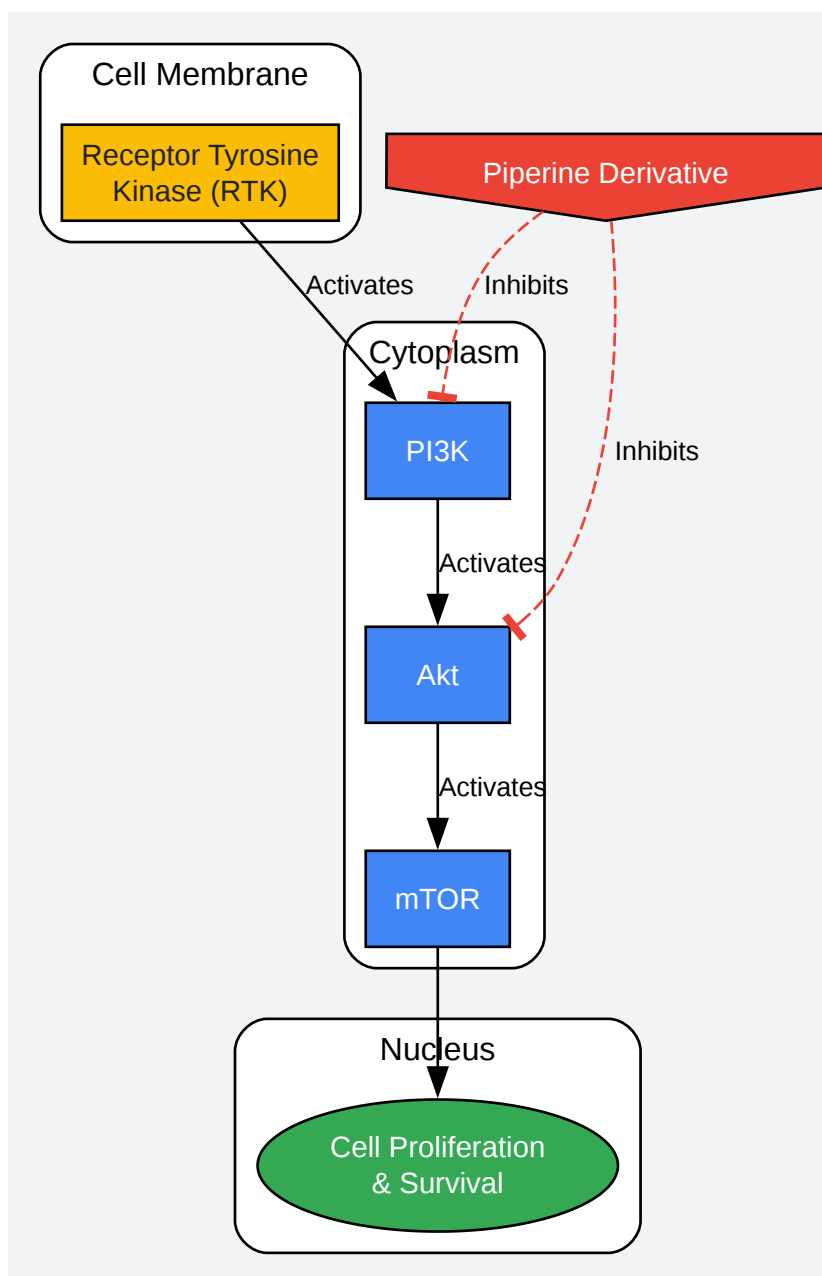 Cell Membrane
Receptor Tyrosine
Kinase (RTK)
Piperine Derivative
Activates
Inhibits
Cytoplasm
PI3K
Inhibits
Activates
Akt
Activates
mTOR
Nucleus
Cell Proliferation
& Survival